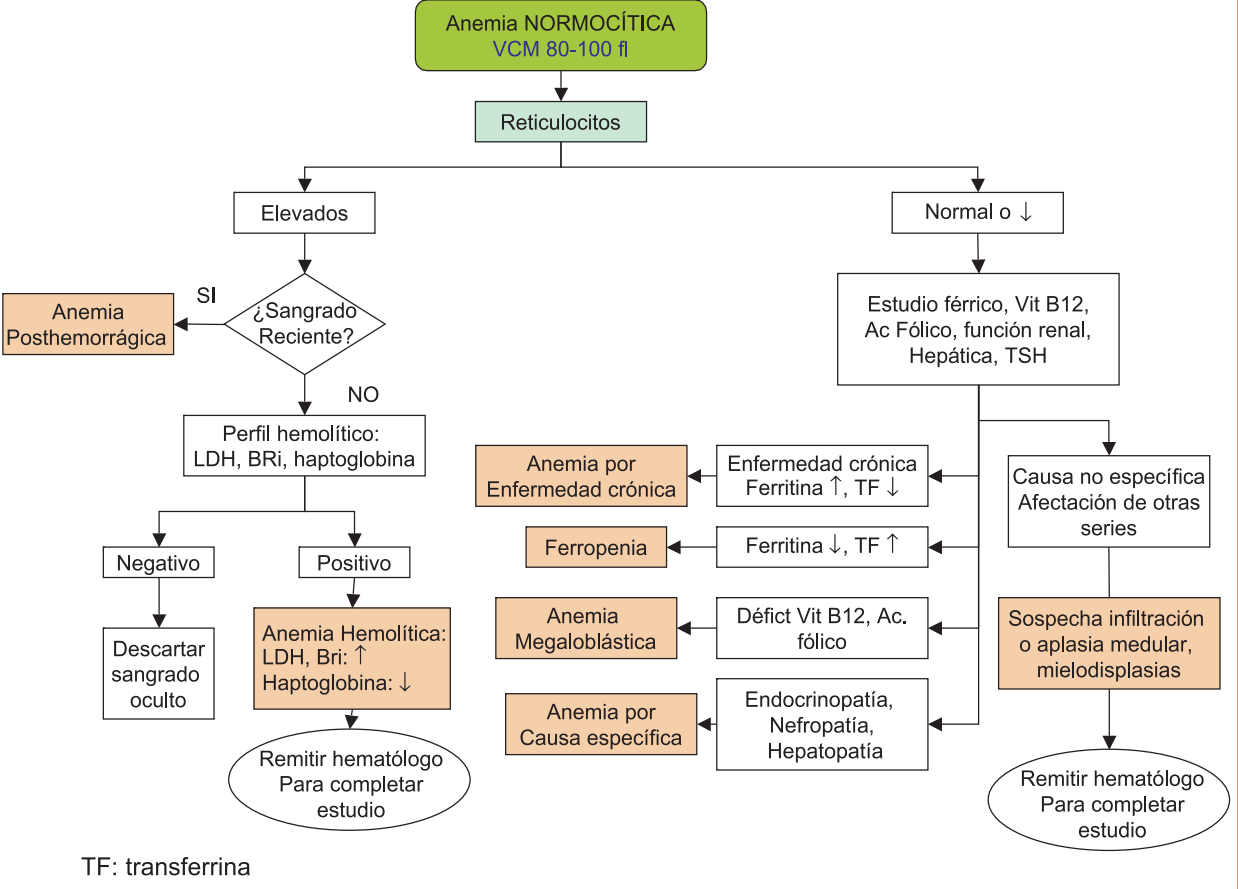 Anemia NORMOCÍTICA
VCM 80-100 fl
Reticulocitos
Elevados
Normal o ↓
¿Sangrado
Reciente?
SI
Anemia
Posthemorrágica
NO
Perfil hemolítico:
LDH, BRi, haptoglobina
Negativo
Positivo
Descartar
sangrado
oculto
Anemia Hemolítica:
LDH, Bri: ↑
Haptoglobina: ↓
Remitir hematólogo
Para completar
estudio
Estudio férrico, Vit B12,
Ac Fólico, función renal,
Hepática, TSH
Enfermedad crónica
Ferritina ↑, TF ↓
Anemia por
Enfermedad crónica
Ferritina ↓, TF ↑
Ferropenia
Défict Vit B12, Ac.
fólico
Anemia
Megaloblástica
Endocrinopatía,
Nefropatía,
Hepatopatía
Anemia por
Causa específica
Causa no específica
Afectación de otras
series
Sospecha infiltración
o aplasia medular,
mielodisplasias
Remitir hematólogo
Para completar
estudio
TF: transferrina